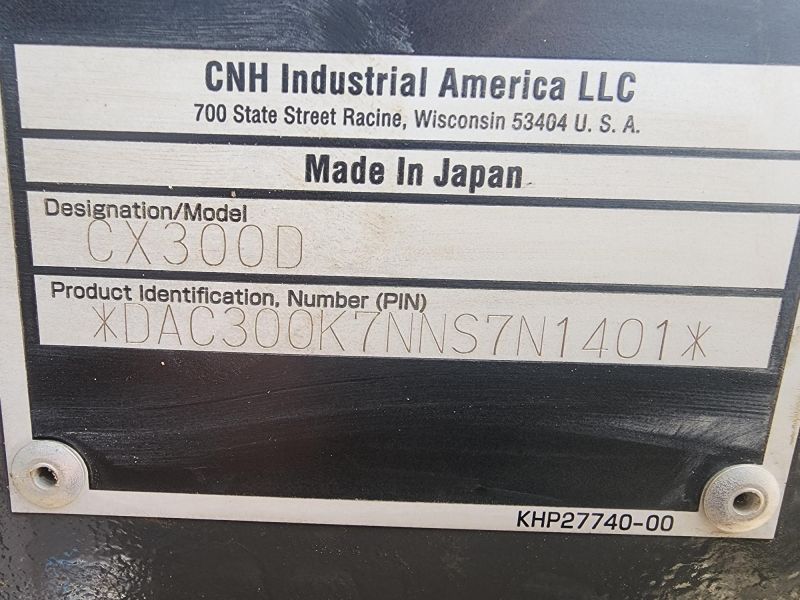 CNH Industrial America LLC
700 State Street Racine, Wisconsin 53404 U. S. A.
Made In Japan
Designation/Model
CX300D
Product Identification, Number (PIN)
*DAC300K7NNS7N1401*
KHP27740-00